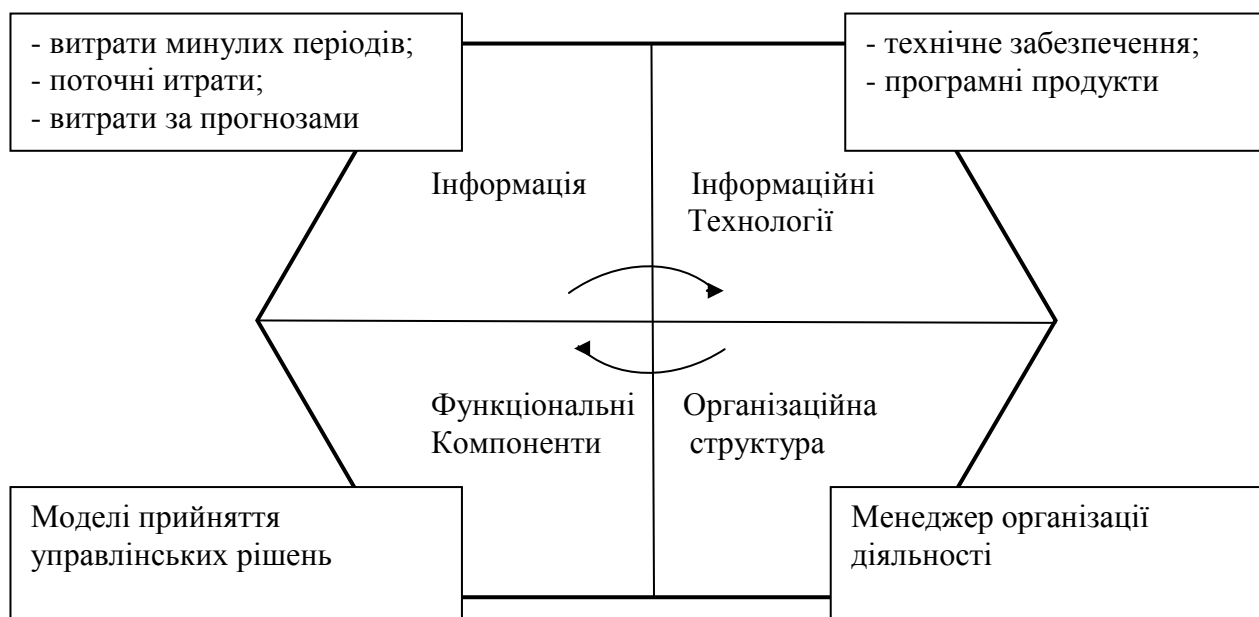 - витрати минулих періодів;
- поточні итрати;
- витрати за прогнозами
- технічне забезпечення;
- програмні продукти
Інформація
Інформаційні
Технології
Функціональні
Компоненти
Організаційна
структура
Моделі прийняття
управлінських рішень
Менеджер організації
діяльності